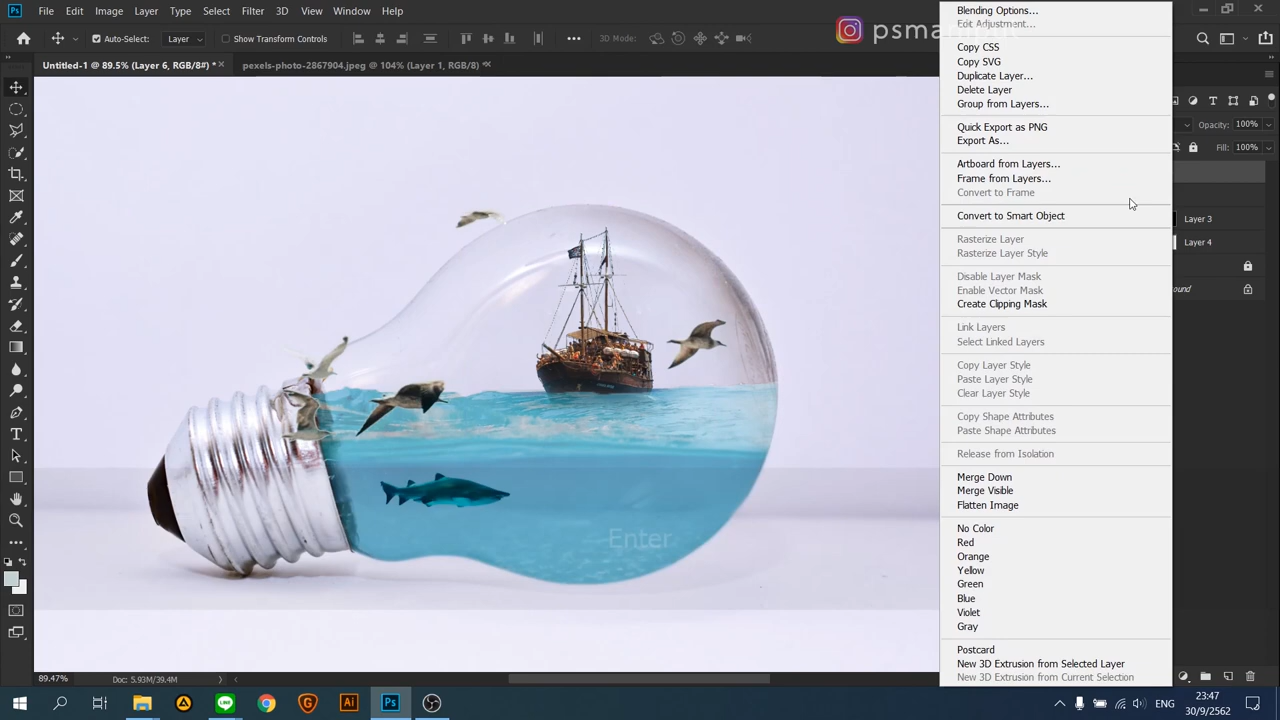 File Edit Image Layer Type Select Filter 3D View Window Help
Auto-Select: Layer Show Transform Controls 3D Mode:
psmai
Untitled-1 @ 89.5% (Layer 6, RGB/8#) *
pexels-photo-2867904.jpeg @ 104% (Layer 1, RGB/8)
Blending Options...
Edit Adjustment...
Copy CSS
Copy SVG
Duplicate Layer...
Delete Layer
Group from Layers...
Quick Export as PNG
Export As...
Artboard from Layers...
Frame from Layers...
Convert to Frame
Convert to Smart Object
Rasterize Layer
Rasterize Layer Style
Disable Layer Mask
Enable Vector Mask
Create Clipping Mask
Link Layers
Select Linked Layers
Copy Layer Style
Paste Layer Style
Clear Layer Style
Copy Shape Attributes
Paste Shape Attributes
Release from Isolation
Merge Down
Merge Visible
Flatten Image
No Color
Red
Orange
Yellow
Green
Blue
Violet
Gray
Postcard
New 3D Extrusion from Selected Layer
New 3D Extrusion from Current Selection
Opacity: 100%
Fill: 100%
Layer 3
Layer 4
Enter
89.47% Doc: 5.93M/39.4M
ENG
23:47
30/9/2562